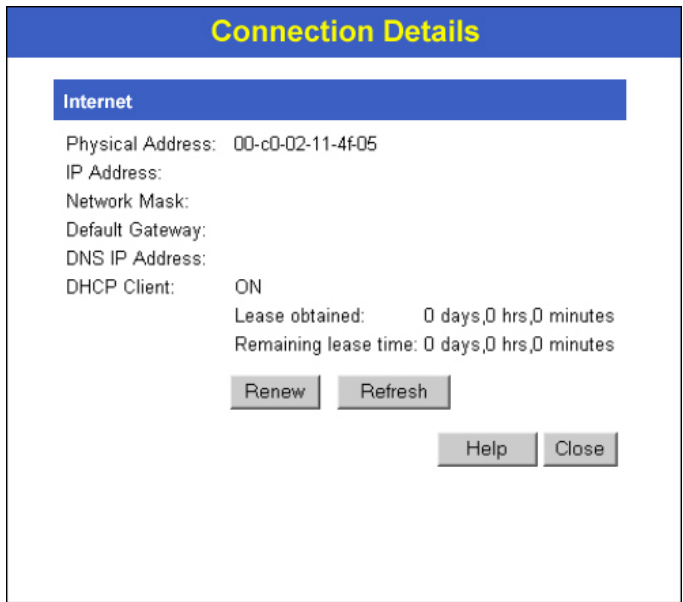 Connection Details
Internet
Physical Address: 00-c0-02-11-4f-05
IP Address:
Network Mask:
Default Gateway:
DNS IP Address:
DHCP Client: ON
Lease obtained: 0 days,0 hrs,0 minutes
Remaining lease time: 0 days,0 hrs,0 minutes
Renew Refresh
Help Close